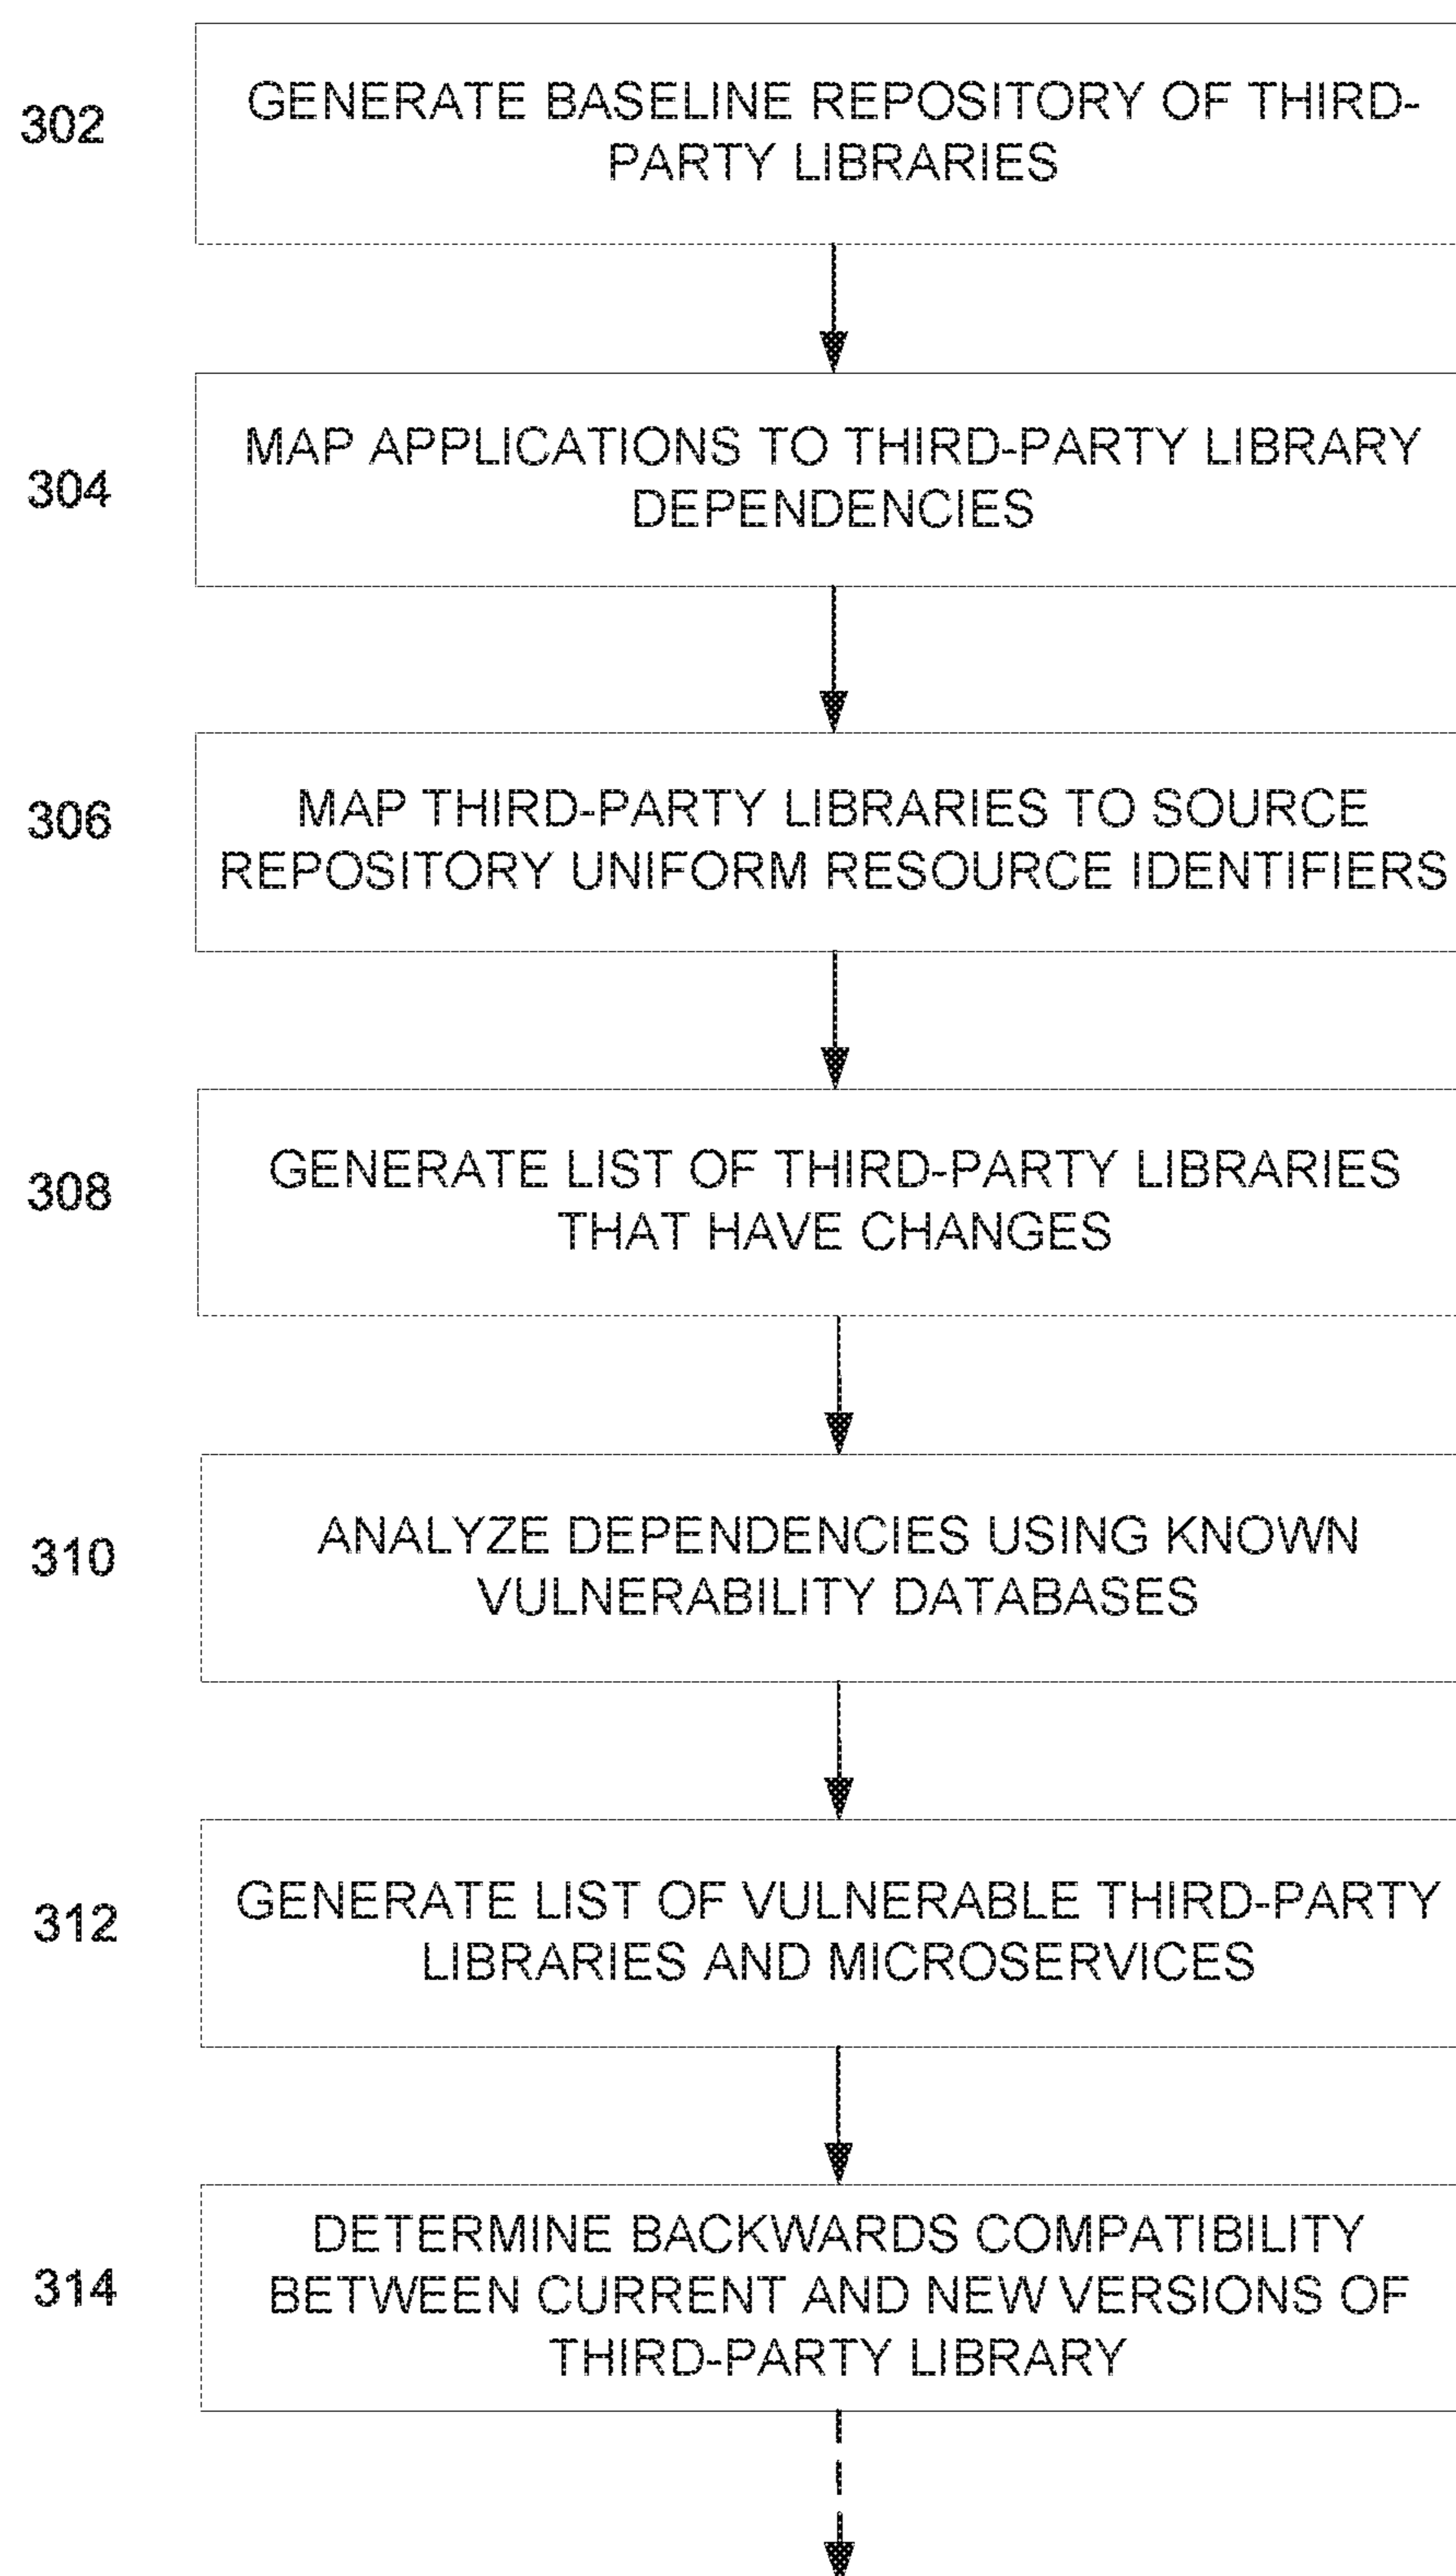 302
GENERATE BASELINE REPOSITORY OF THIRD-
PARTY LIBRARIES
304
MAP APPLICATIONS TO THIRD-PARTY LIBRARY
DEPENDENCIES
306
MAP THIRD-PARTY LIBRARIES TO SOURCE
REPOSITORY UNIFORM RESOURCE IDENTIFIERS
308
GENERATE LIST OF THIRD-PARTY LIBRARIES
THAT HAVE CHANGES
310
ANALYZE DEPENDENCIES USING KNOWN
VULNERABILITY DATABASES
312
GENERATE LIST OF VULNERABLE THIRD-PARTY
LIBRARIES AND MICROSERVICES
314
DETERMINE BACKWARDS COMPATIBILITY
BETWEEN CURRENT AND NEW VERSIONS OF
THIRD-PARTY LIBRARY